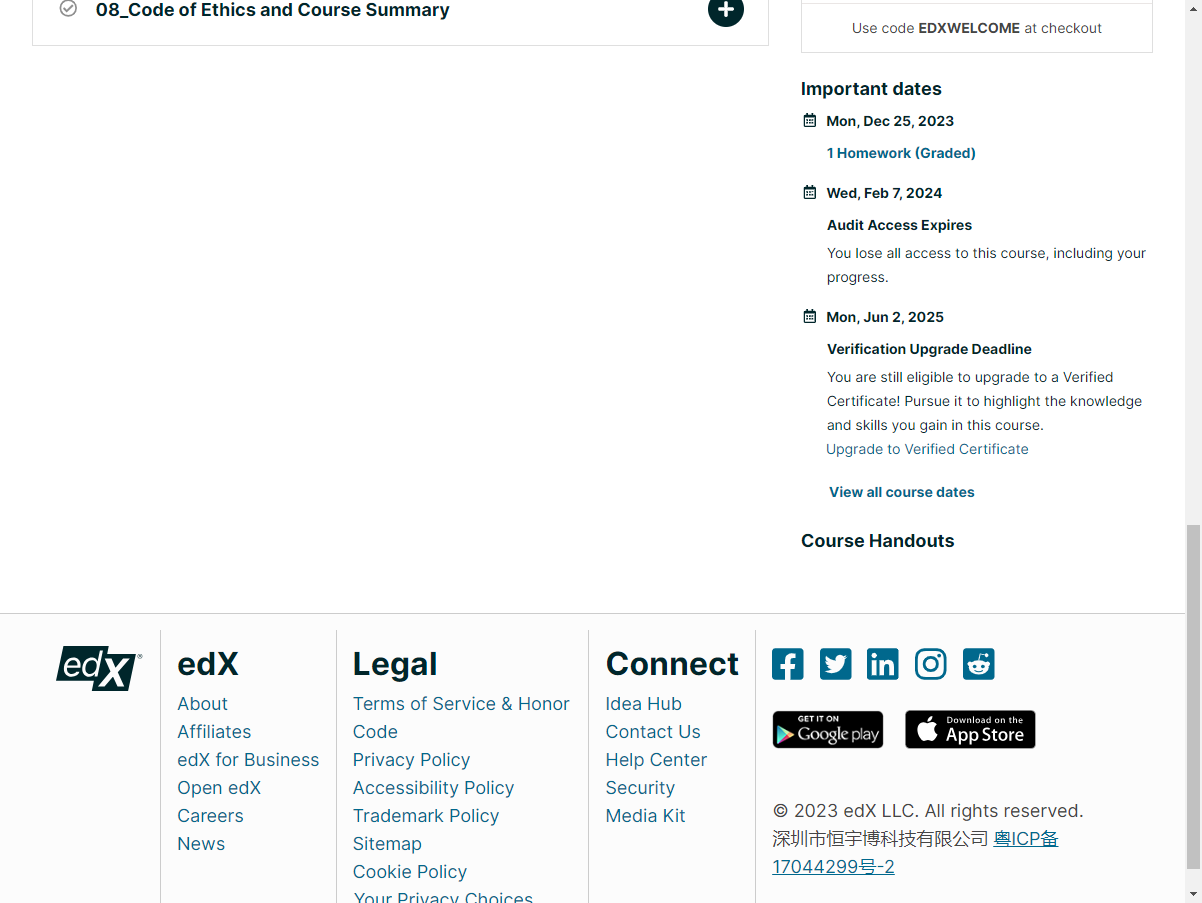 08_Code of Ethics and Course Summary
Use code EDXWELCOME at checkout
Important dates
Mon, Dec 25, 2023
1 Homework (Graded)
Wed, Feb 7, 2024
Audit Access Expires
You lose all access to this course, including your
progress.
Mon, Jun 2, 2025
Verification Upgrade Deadline
You are still eligible to upgrade to a Verified
Certificate! Pursue it to highlight the knowledge
and skills you gain in this course.
Upgrade to Verified Certificate
View all course dates
Course Handouts
edX®
edX
About
Affiliates
edX for Business
Open edX
Careers
News
Legal
Terms of Service & Honor
Code
Privacy Policy
Accessibility Policy
Trademark Policy
Sitemap
Cookie Policy
Your Privacy Choices
Connect
Idea Hub
Contact Us
Help Center
Security
Media Kit
GET IT ON
Google play
Download on the
App Store
© 2023 edX LLC. All rights reserved.
深圳市恒宇博科技有限公司 粤ICP备
17044299号-2